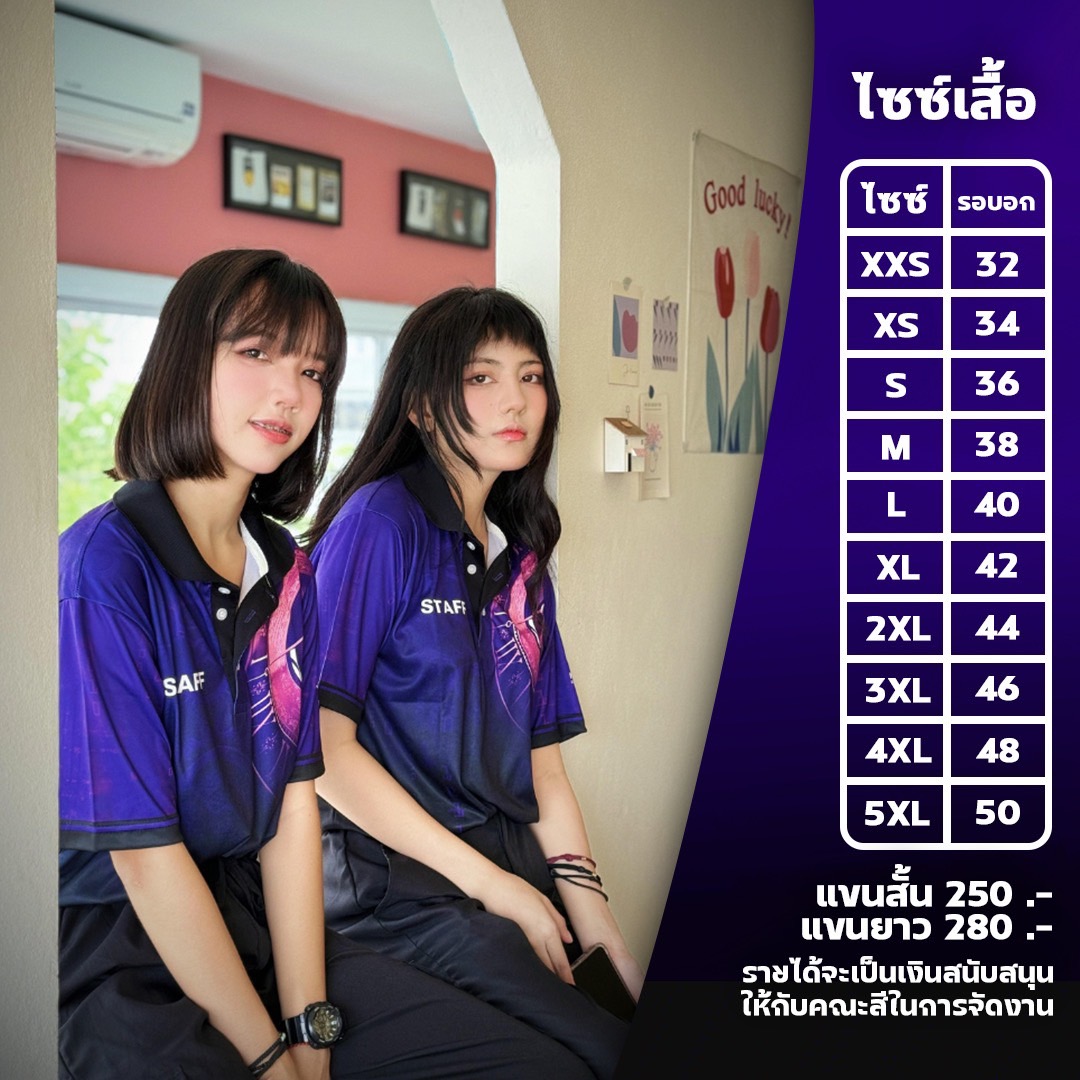 ไซซ์เสื้อ
ไซซ์ รอบอก
XXS 32
XS 34
S 36
M 38
L 40
XL 42
2XL 44
3XL 46
4XL 48
5XL 50
แขนสั้น 250 .-
แขนยาว 280 .-
รายได้จะเป็นเงินสนับสนุน
ให้กับคณะสีในการจัดงาน
Good lucky!
STAFF
SAFF